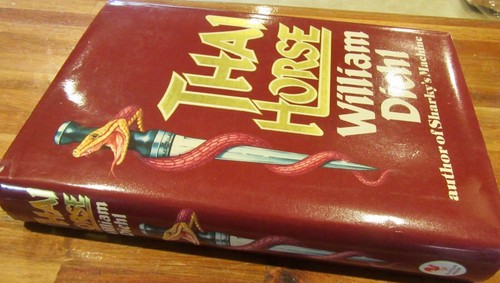 THAI
HORSE
William
Diehl
author of Sharky's Machine
THAI
HORSE
William
Diehl